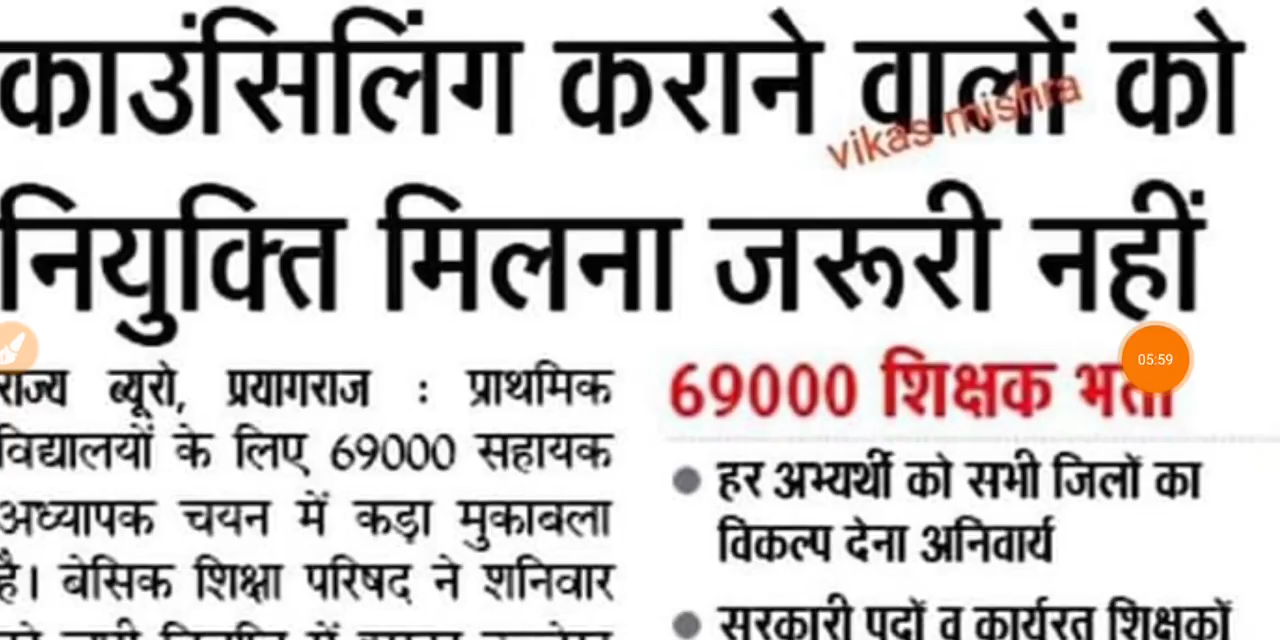 काउंसिलिंग कराने वालों को
vikas mishra
नियुक्ति मिलना जरूरी नहीं
05:59
राज्य ब्यूरो, प्रयागराज : प्राथमिक
विद्यालयों के लिए 69000 सहायक
अध्यापक चयन में कड़ा मुकाबला
है। बेसिक शिक्षा परिषद ने शनिवार
69000 शिक्षक भर्ती
हर अभ्यर्थी को सभी जिलों का
विकल्प देना अनिवार्य
सरकारी पदों व कार्यरत शिक्षकों